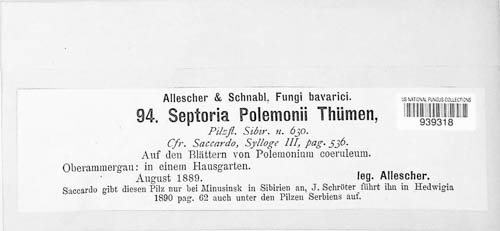 Allescher & Schnabl, Fungi bavarici.
94. Septoria Polemonii Thümen,
Pilzfl. Sibir. n. 630.
Cfr. Saccardo, Sylloge III, pag. 536.
Auf den Blättern von Polemonium coeruleum.
Oberammergau: in einem Hausgarten.
August 1889.
leg. Allescher.
Saccardo gibt diesen Pilz nur bei Minusinsk in Sibirien an, J. Schröter führt ihn in Hedwigia
1890 pag. 62 auch unter den Pilzen Serbiens auf.
US NATIONAL FUNGUS COLLECTIONS
939318